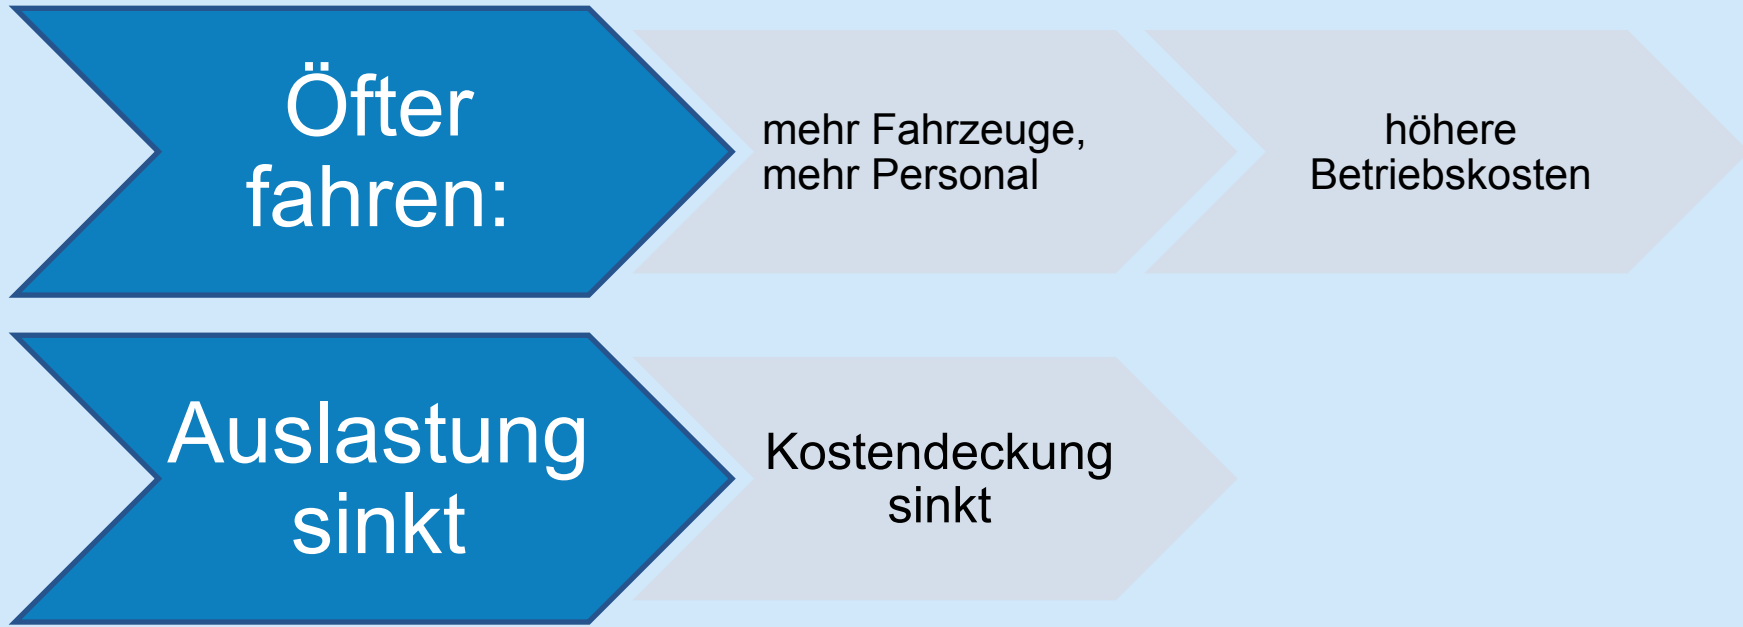 Öfter
fahren:
mehr Fahrzeuge,
mehr Personal
höhere
Betriebskosten
Auslastung
sinkt
Kostendeckung
sinkt